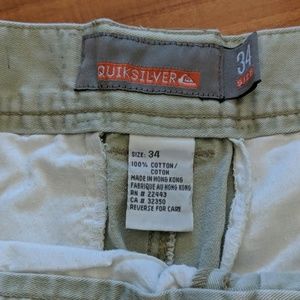 QUIKSILVER
34
SIZE: 34
100% COTTON/
COTON
MADE IN HONG KONG
FABRIQUE AU HONG KONG
RN # 22443
CA # 32350
REVERSE FOR CARE